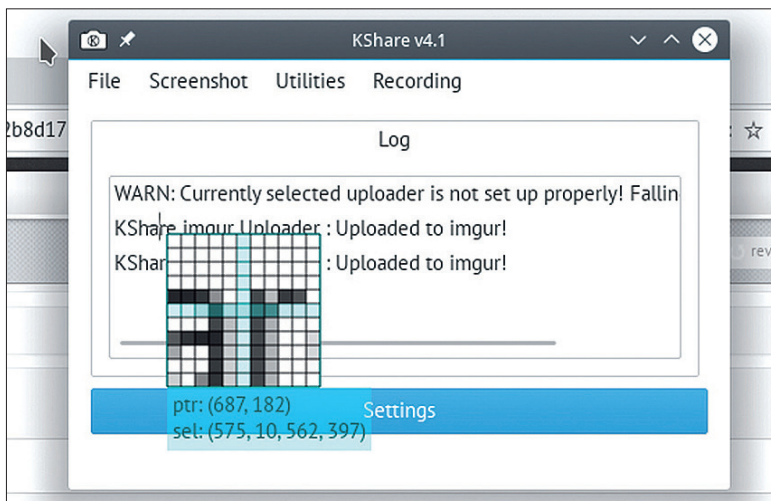 KShare v4.1
File Screenshot Utilities Recording
2b8d17
Log
WARN: Currently selected uploader is not set up properly! Fallin
KShare imgur Uploader : Uploaded to imgur!
KShar : Uploaded to imgur!
rev
ptr: (687, 182)
Settings
sel: (575, 10, 562, 397)